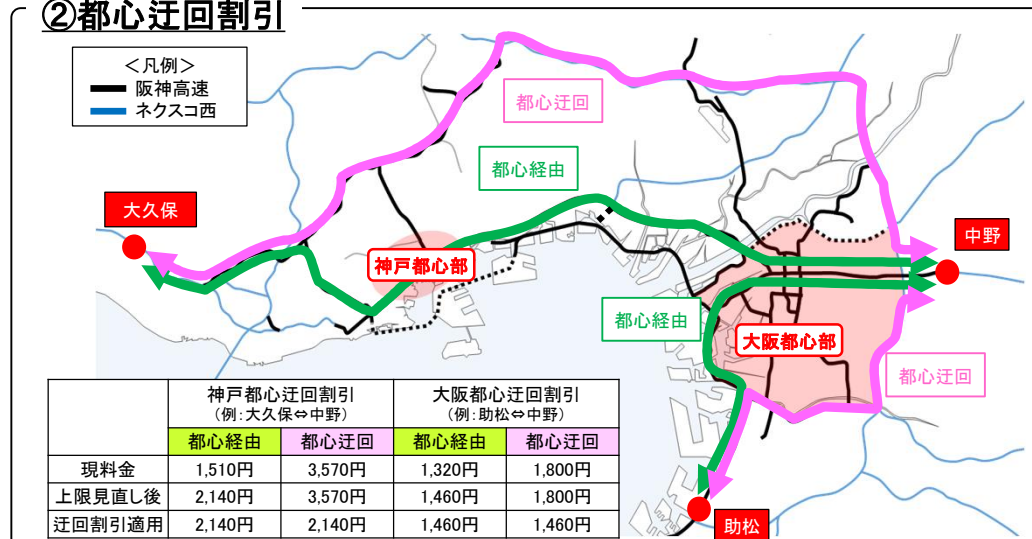 ②都心迂回割引
＜凡例＞
阪神高速
ネクスコ西
都心迂回
都心経由
大久保
中野
神戸都心部
都心経由
大阪都心部
都心迂回
助松
神戸都心迂回割引 大阪都心迂回割引
（例：大久保⇔中野） （例：助松⇔中野）
都心経由 都心迂回 都心経由 都心迂回
現料金 1,510円 3,570円 1,320円 1,800円
上限見直し後 2,140円 3,570円 1,460円 1,800円
迂回割引適用 2,140円 2,140円 1,460円 1,460円